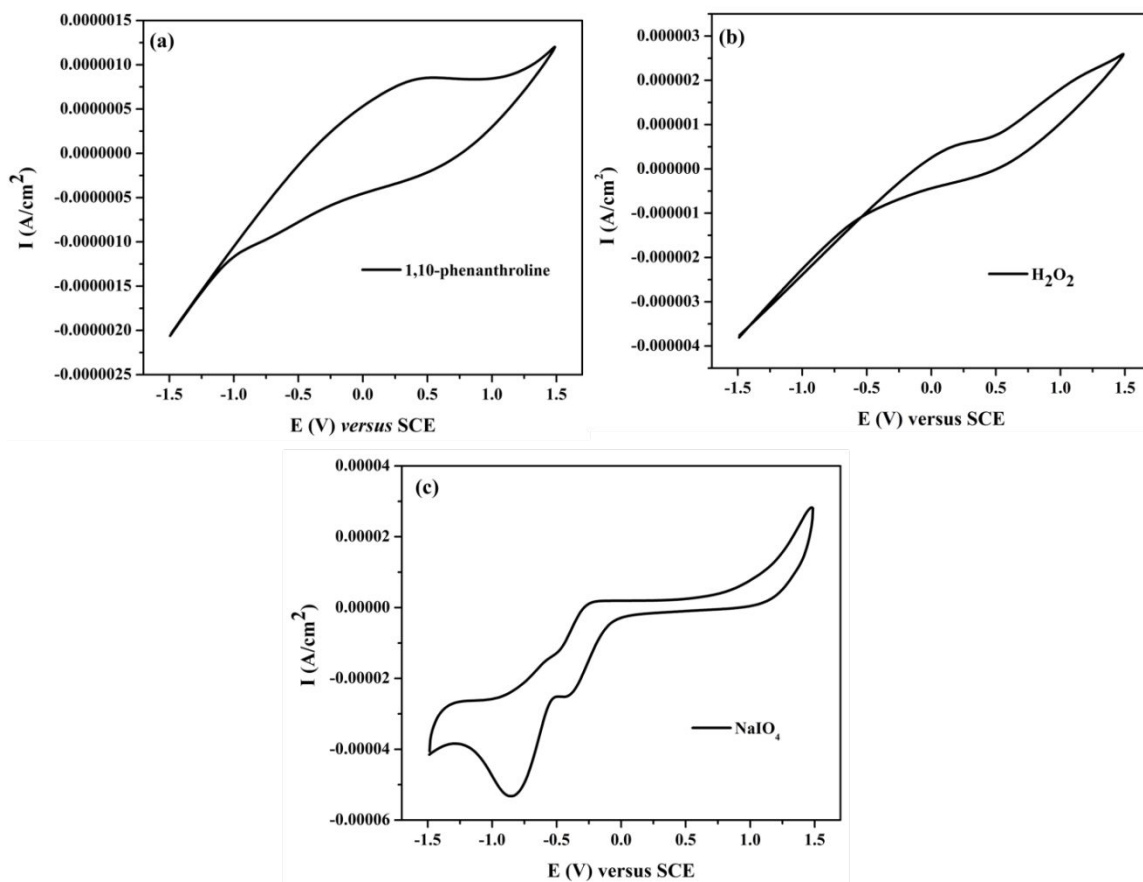 (a)
0.0000015
0.0000010
0.0000005
0.0000000
-0.0000005
-0.0000010
-0.0000015
-0.0000020
-0.0000025
I (A/cm²)
1,10-phenanthroline
-1.5 -1.0 -0.5 0.0 0.5 1.0 1.5
E (V) versus SCE
(b)
0.000003
0.000002
0.000001
0.000000
-0.000001
-0.000002
-0.000003
-0.000004
I (A/cm²)
H₂O₂
-1.5 -1.0 -0.5 0.0 0.5 1.0 1.5
E (V) versus SCE
(c)
0.00004
0.00002
0.00000
-0.00002
-0.00004
-0.00006
I (A/cm²)
NaIO₄
-1.5 -1.0 -0.5 0.0 0.5 1.0 1.5
E (V) versus SCE